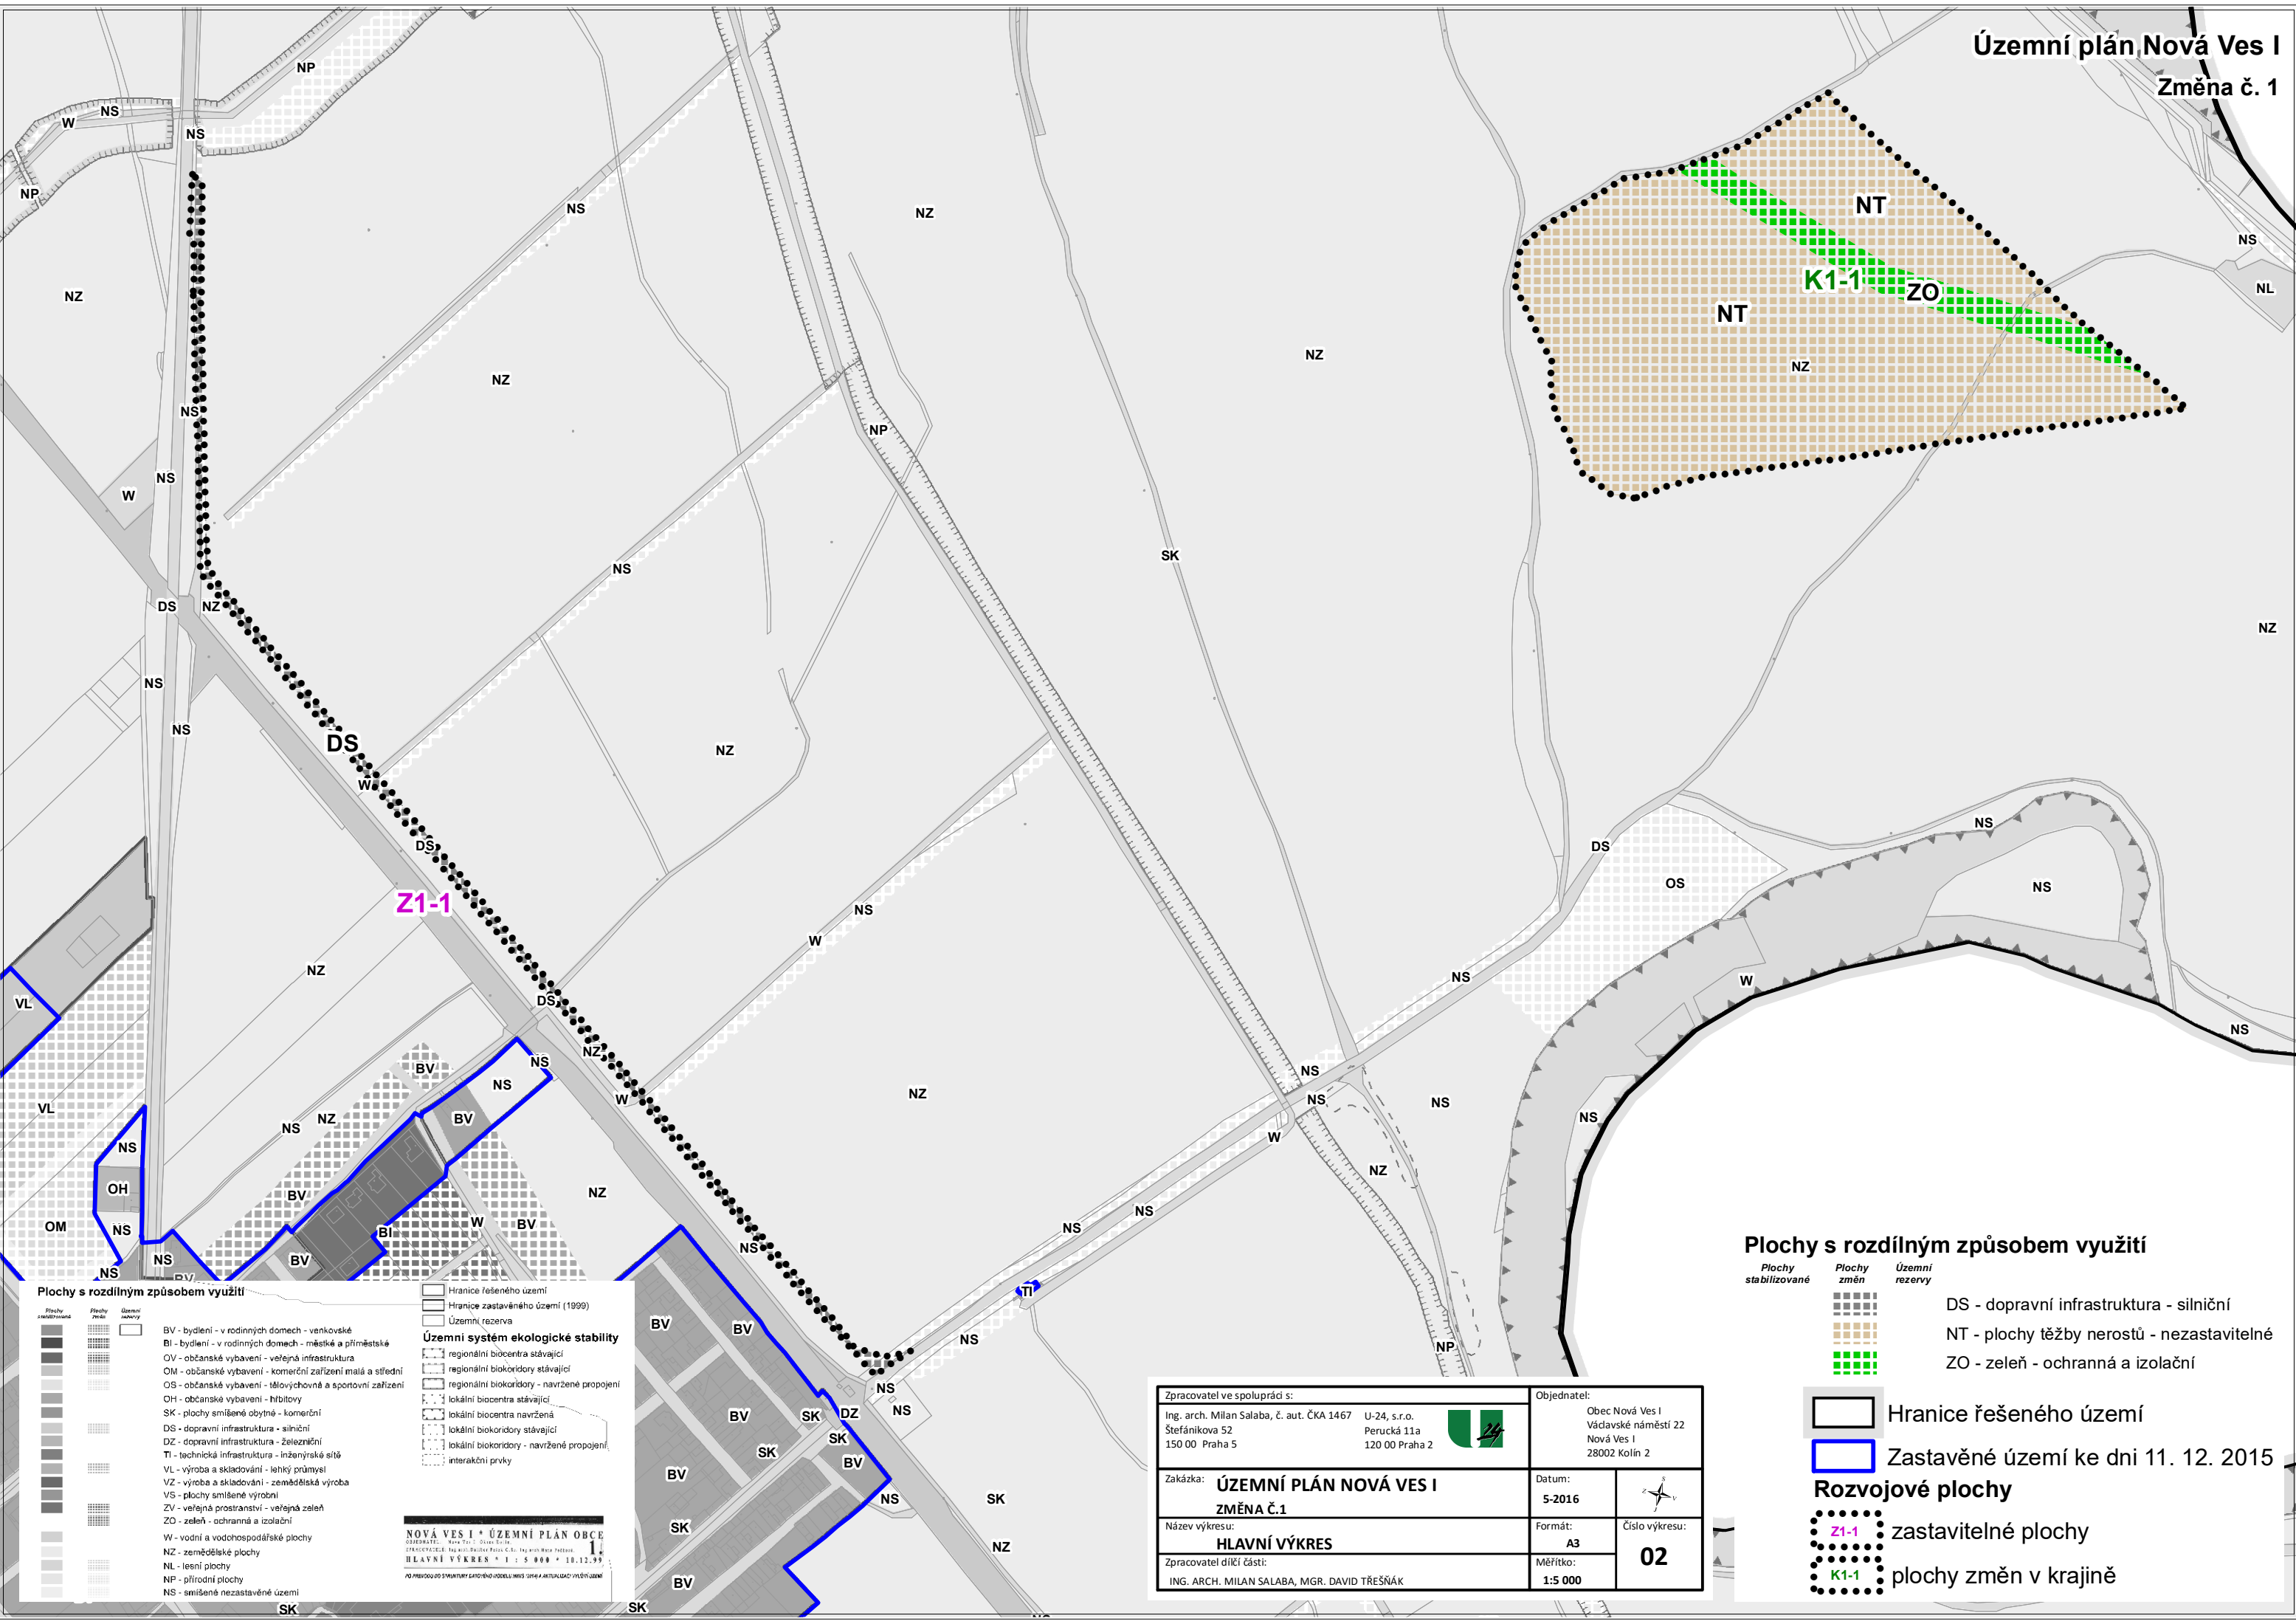 Územní plán Nová Ves I
Změna č. 1
NP
NS
W
NS
NP
NS
NZ
NZ
NT
NS
NL
K1-1
ZO
NT
NZ
NZ
NZ
NS
NP
NS
W
SK
NS
DS
NZ
NZ
NS
NS
DS
NZ
W
DS
Z1-1
NS
W
NZ
DS
NS
DS
OS
NS
NS
W
NS
VL
NZ
NS
BV
NS
NS
BV
W
NZ
NS
NS
NS
W
NS
NZ
VL
NS
NZ
NS
OH
BV
NZ
NS
OM
NS
BI
W
BV
NS
NS
NS
NS
BV
BV
TI
BV
BV
NS
NP
NS
BV
SK
DZ
NS
SK
SK
BV
BV
NS
SK
SK
NZ
BV
SK
SK
Plochy s rozdílným způsobem využití
Plochy stabilizované
Plochy změn
Územní rezervy
DS - dopravní infrastruktura - silniční
NT - plochy těžby nerostů - nezastavitelné
ZO - zeleň - ochranná a izolační
Hranice řešeného území
Zastavěné území ke dni 11. 12. 2015
Rozvojové plochy
Z1-1 zastavitelné plochy
K1-1 plochy změn v krajině
Plochy s rozdílným způsobem využití
BV - bydlení - v rodinných domech - venkovské
BI - bydlení - v rodinných domech - městké a příměstské
OV - občanské vybavení - veřejná infrastruktura
OM - občanské vybavení - komerční zařízení malá a střední
OS - občanské vybavení - tělovýchovná a sportovní zařízení
OH - občanské vybavení - hřbitovy
SK - plochy smíšené obytné - komerční
DS - dopravní infrastruktura - silniční
DZ - dopravní infrastruktura - železniční
TI - technická infrastruktura - inženýrské sítě
VL - výroba a skladování - lehký průmysl
VZ - výroba a skladování - zemědělská výroba
VS - plochy smíšené výrobní
ZV - veřejná prostranství - veřejná zeleň
ZO - zeleň - ochranná a izolační
W - vodní a vodohospodářské plochy
NZ - zemědělské plochy
NL - lesní plochy
NP - přírodní plochy
NS - smíšené nezastavěné území
Hranice řešeného území
Hranice zastavěného území (1999)
Územní rezerva
Územní systém ekologické stability
regionální biocentra stávající
regionální biokoridory stávající
regionální biokoridory - navržené propojení
lokální biocentra stávající
lokální biocentra navržená
lokální biokoridory stávající
lokální biokoridory - navržené propojení
interakční prvky
NOVÁ VES I * ÚZEMNÍ PLÁN OBCE
1.
HLAVNÍ VÝKRES * 1 : 5 000 * 10.12.99
Zpracovatel ve spolupráci s:
Ing. arch. Milan Salaba, č. aut. ČKA 1467
Štefánikova 52
150 00 Praha 5
U-24, s.r.o.
Perucká 11a
120 00 Praha 2
24
Objednatel:
Obec Nová Ves I
Václavské náměstí 22
Nová Ves I
28002 Kolín 2
Zakázka: ÚZEMNÍ PLÁN NOVÁ VES I
ZMĚNA Č.1
Datum:
5-2016
Název výkresu:
HLAVNÍ VÝKRES
Formát:
A3
Číslo výkresu:
02
Zpracovatel dílčí části:
ING. ARCH. MILAN SALABA, MGR. DAVID TŘEŠŇÁK
Měřítko:
1:5 000